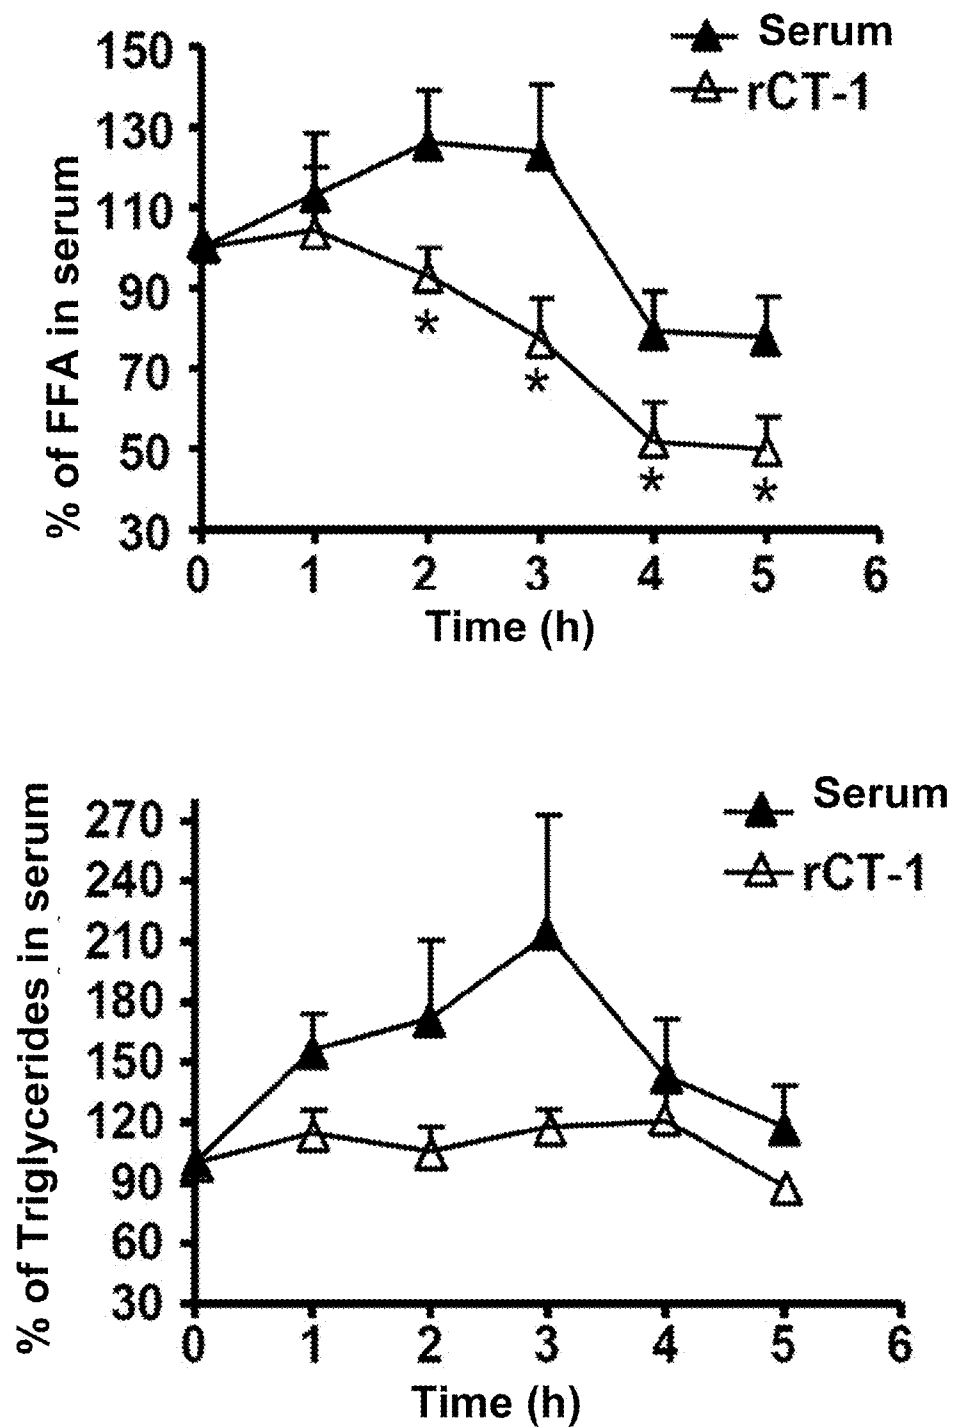 Serum
rCT-1
150
130
110
90
70
50
30
% of FFA in serum
*
*
*
*
0 1 2 3 4 5 6
Time (h)
Serum
rCT-1
270
240
210
180
150
120
90
60
30
% of Triglycerides in serum
0 1 2 3 4 5 6
Time (h)